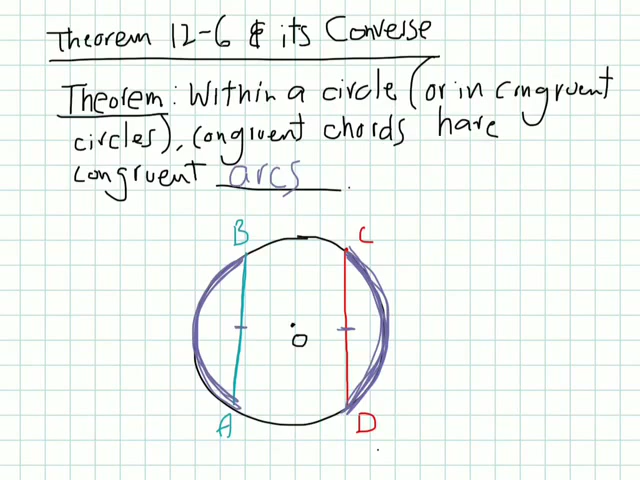 Theorem 12-6 & its Converse
Theorem: Within a circle (or in congruent
circles), congruent chords have
congruent arcs.
B C
O
A D